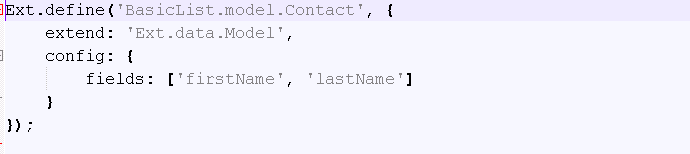 Ext.define('BasicList.model.Contact', {
    extend: 'Ext.data.Model',
    config: {
        fields: ['firstName', 'lastName']
    }
});